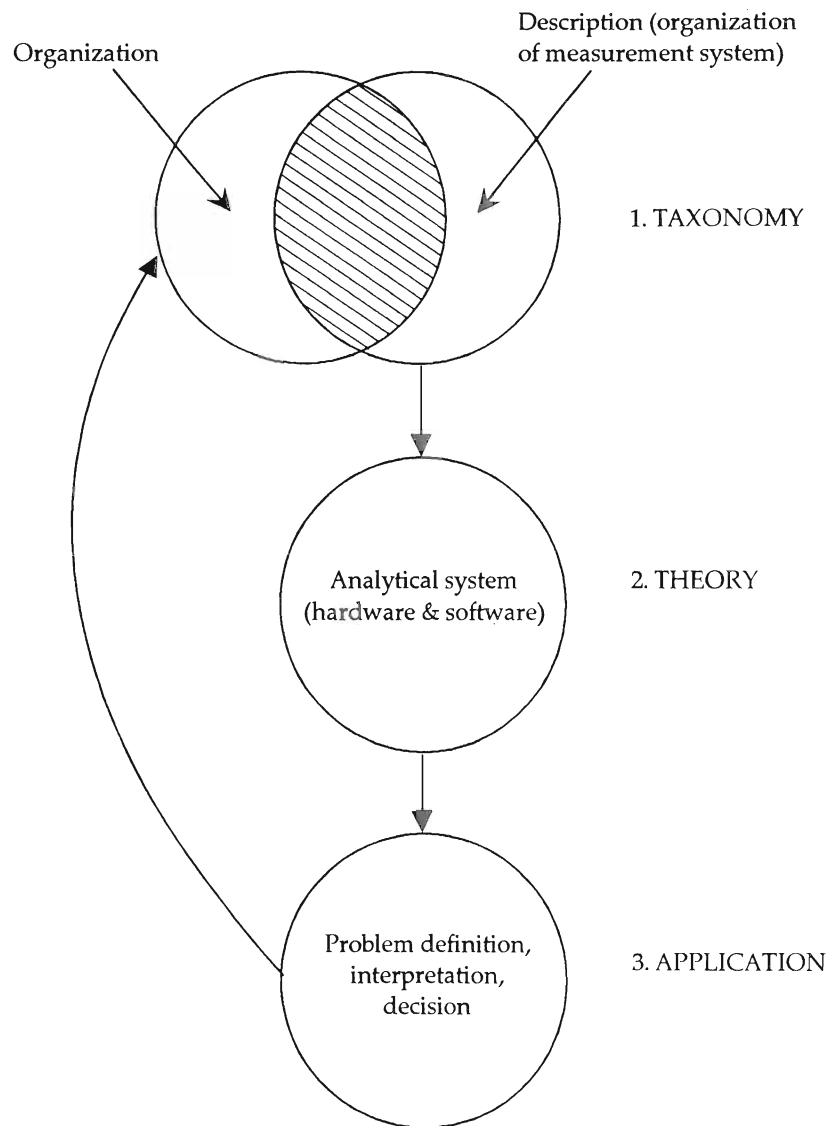 Organization
Description (organization
of measurement system)
1. TAXONOMY
Analytical system
(hardware & software)
2. THEORY
Problem definition,
interpretation,
decision
3. APPLICATION